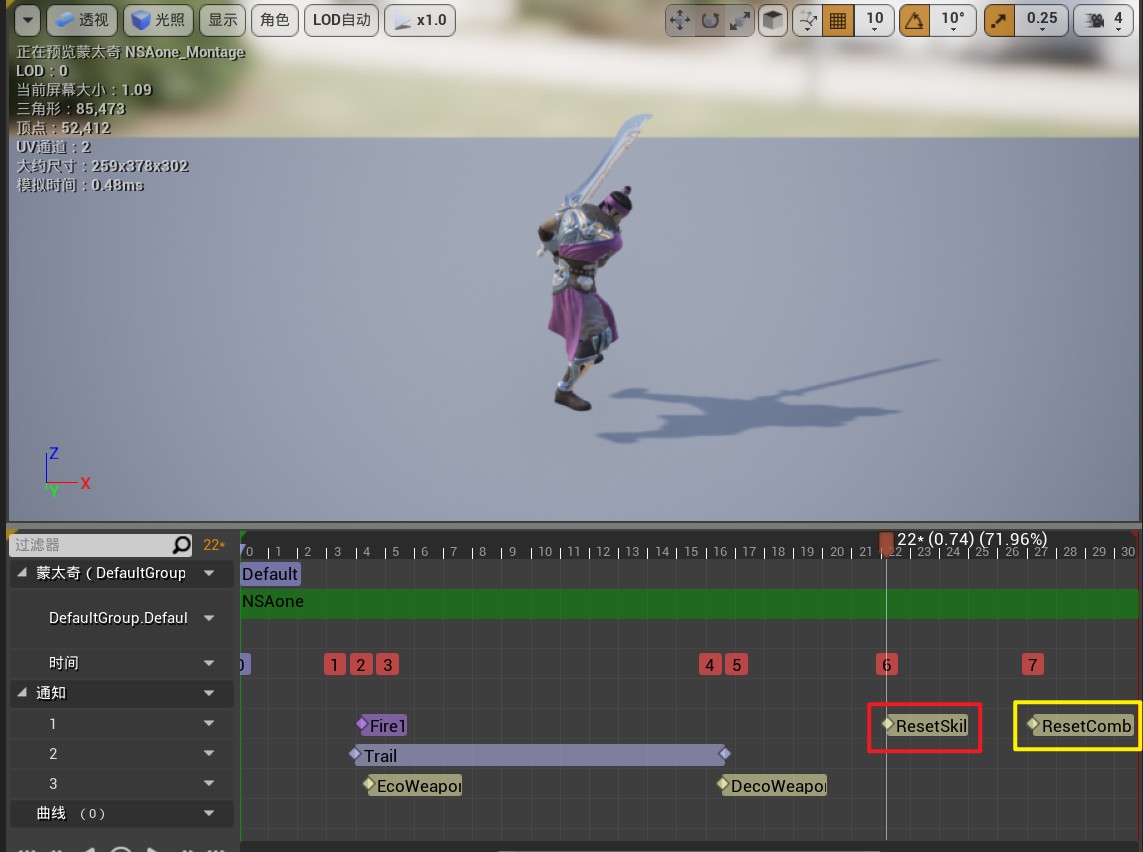 透视 光照 显示 角色 LOD自动 x1.0 10 10° 0.25 4
正在预览蒙太奇 NSAone_Montage
LOD：0
当前屏幕大小：1.09
三角形：85,473
顶点：52,412
UV通道：2
大约尺寸：259x378x302
模拟时间：0.48ms
Z
X
Y
过滤器 22*
22* (0.74) (71.96%)
0 1 2 3 4 5 6 7 8 9 10 11 12 13 14 15 16 17 18 19 20 21 22 23 24 25 26 27 28 29 30
蒙太奇（DefaultGroup Default
NSAone
DefaultGroup.Defaul
时间 1 2 3 4 5 6 7
通知
1 Fire1 ResetSkil ResetComb
2 Trail
3 EcoWeapon DecoWeapon
曲线 （0）